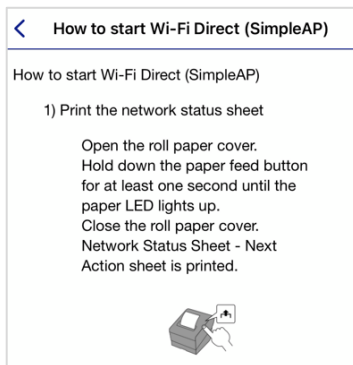 How to start Wi-Fi Direct (SimpleAP)
How to start Wi-Fi Direct (SimpleAP)
1) Print the network status sheet
Open the roll paper cover.
Hold down the paper feed button
for at least one second until the
paper LED lights up.
Close the roll paper cover.
Network Status Sheet - Next
Action sheet is printed.